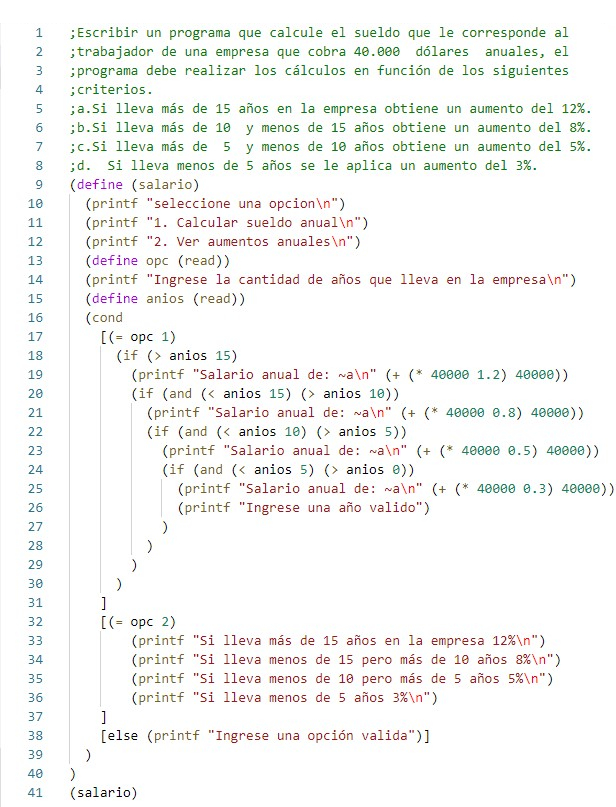 1 ;Escribir un programa que calcule el sueldo que le corresponde al
2 ;trabajador de una empresa que cobra 40.000  dólares  anuales, el
3 ;programa debe realizar los cálculos en función de los siguientes
4 ;criterios.
5 ;a.Si lleva más de 15 años en la empresa obtiene un aumento del 12%.
6 ;b.Si lleva más de 10  y menos de 15 años obtiene un aumento del 8%.
7 ;c.Si lleva más de  5  y menos de 10 años obtiene un aumento del 5%.
8 ;d.  Si lleva menos de 5 años se le aplica un aumento del 3%.
9 (define (salario)
10   (printf "seleccione una opcion\n")
11   (printf "1. Calcular sueldo anual\n")
12   (printf "2. Ver aumentos anuales\n")
13   (define opc (read))
14   (printf "Ingrese la cantidad de años que lleva en la empresa\n")
15   (define anios (read))
16   (cond
17     [(= opc 1)
18       (if (> anios 15)
19         (printf "Salario anual de: ~a\n" (+ (* 40000 1.2) 40000))
20         (if (and (< anios 15) (> anios 10))
21           (printf "Salario anual de: ~a\n" (+ (* 40000 0.8) 40000))
22           (if (and (< anios 10) (> anios 5))
23             (printf "Salario anual de: ~a\n" (+ (* 40000 0.5) 40000))
24             (if (and (< anios 5) (> anios 0))
25               (printf "Salario anual de: ~a\n" (+ (* 40000 0.3) 40000))
26               (printf "Ingrese una año valido")
27             )
28           )
29         )
30       )
31     ]
32     [(= opc 2)
33         (printf "Si lleva más de 15 años en la empresa 12%\n")
34         (printf "Si lleva menos de 15 pero más de 10 años 8%\n")
35         (printf "Si lleva menos de 10 pero más de 5 años 5%\n")
36         (printf "Si lleva menos de 5 años 3%\n")
37     ]
38     [else (printf "Ingrese una opción valida")]
39   )
40 )
41 (salario)